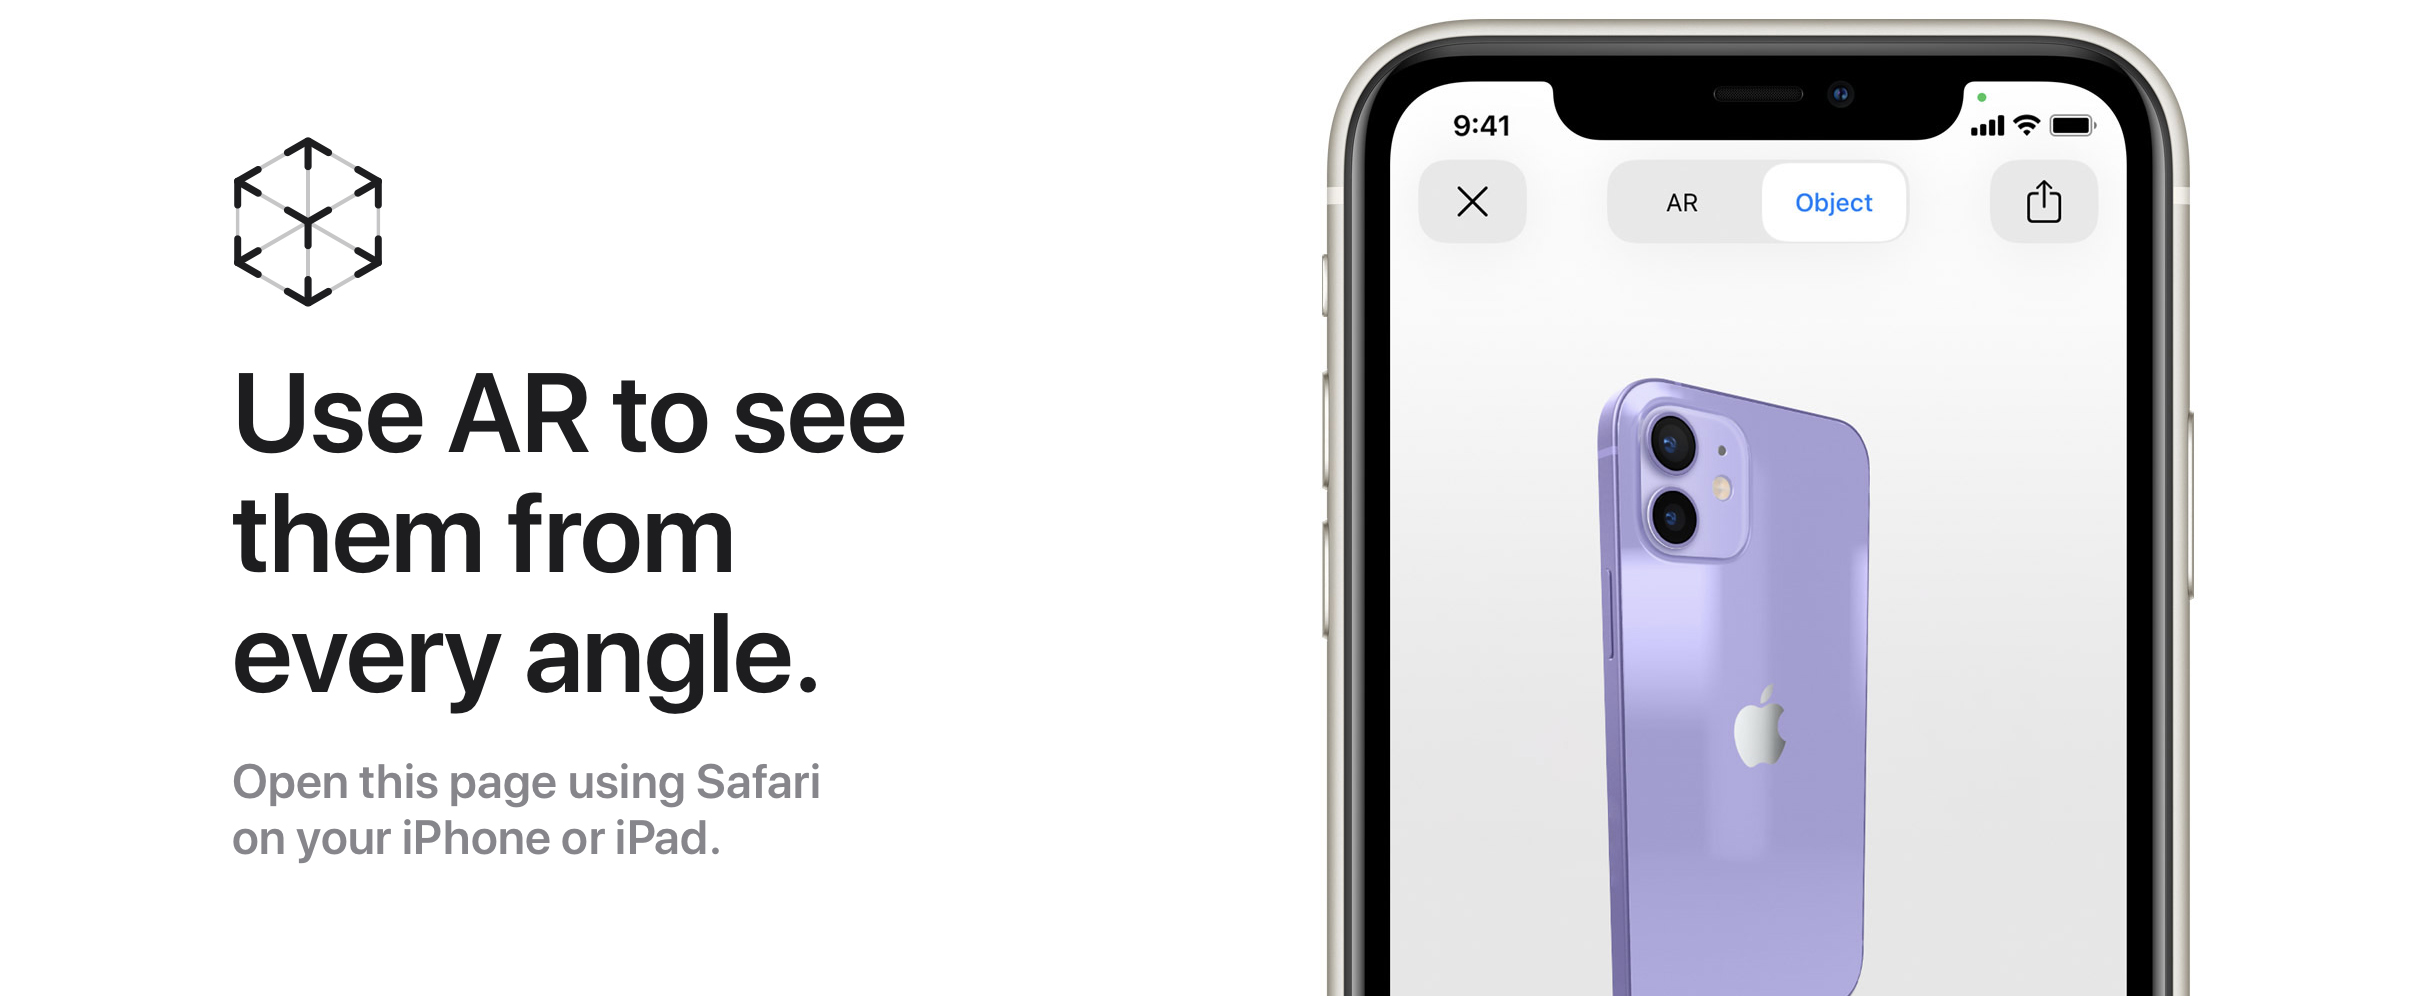 Use AR to see
them from
every angle.
Open this page using Safari
on your iPhone or iPad.
9:41
AR
Object